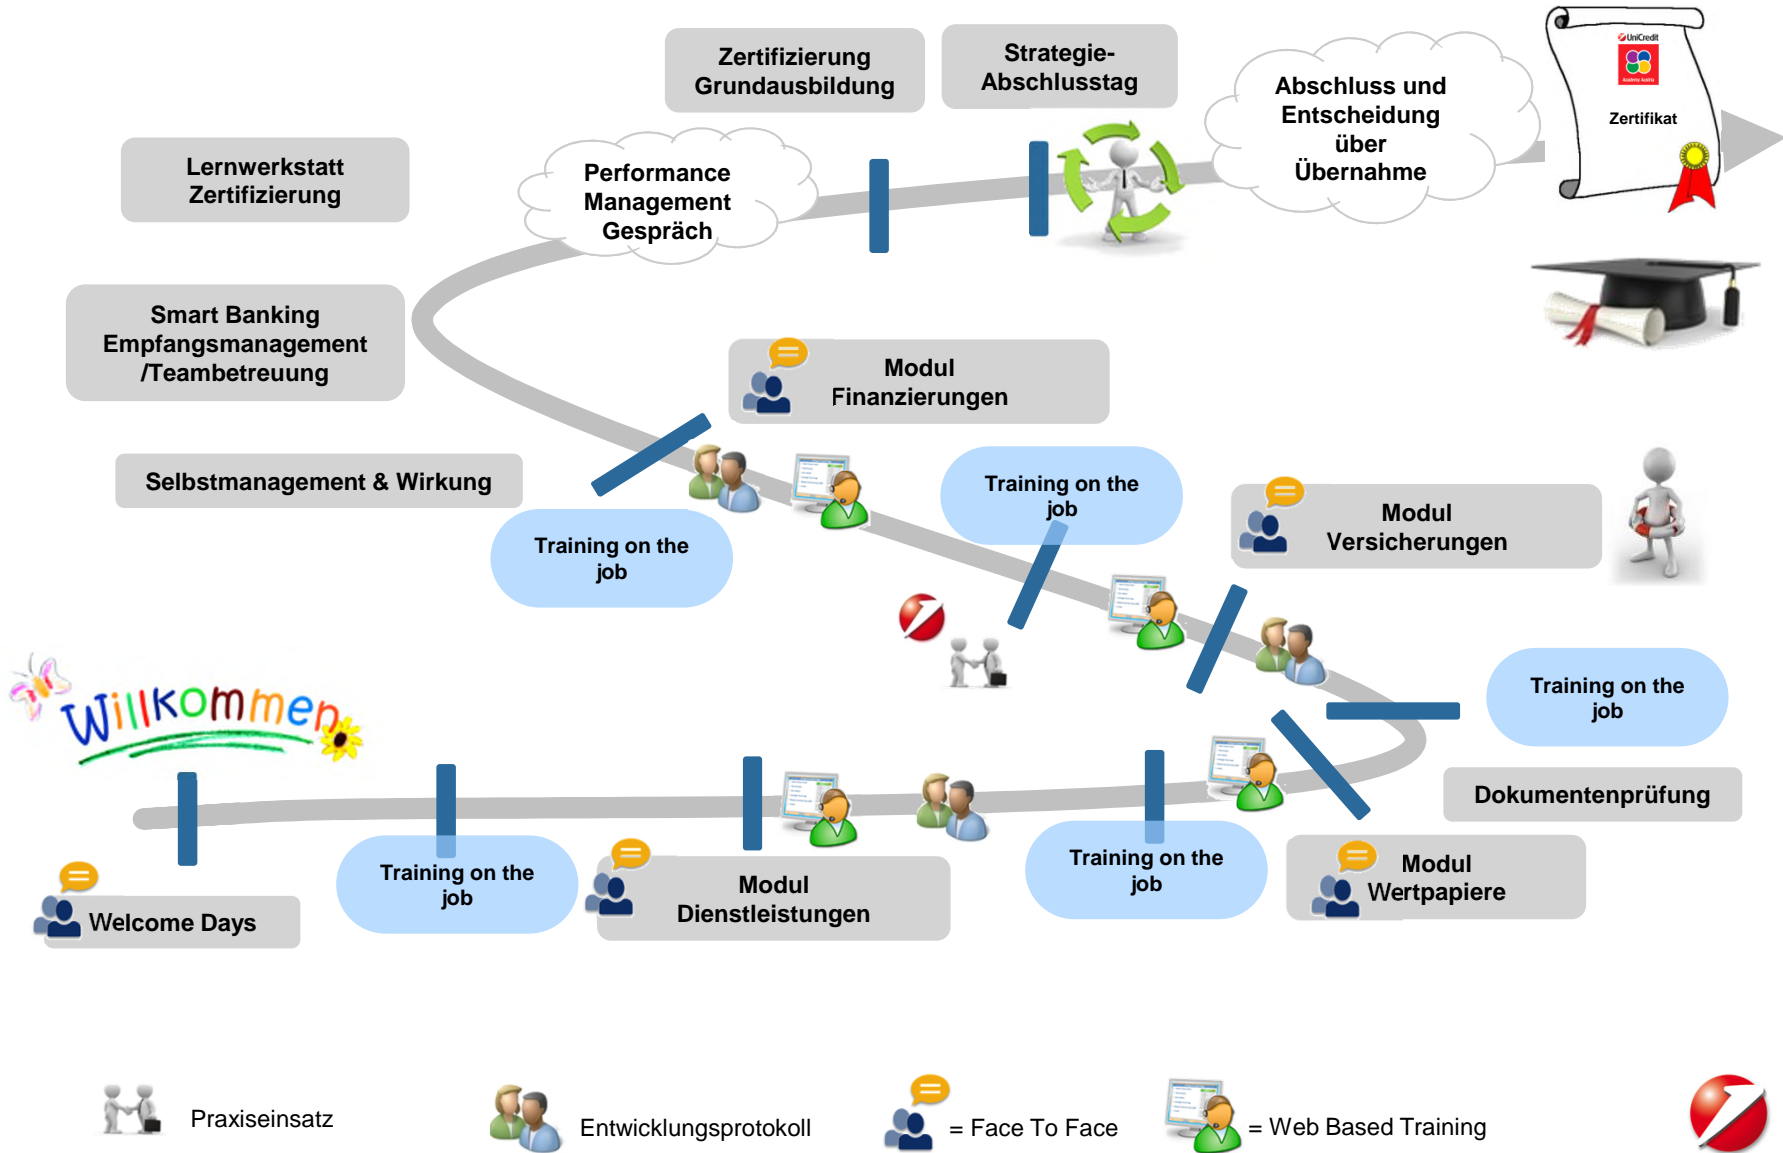 Zertifizierung
Grundausbildung
Strategie-
Abschlusstag
Abschluss und
Entscheidung
über
Übernahme
UniCredit
Academy Austria
Zertifikat
Lernwerkstatt
Zertifizierung
Performance
Management
Gespräch
Smart Banking
Empfangsmanagement
/Teambetreuung
Modul
Finanzierungen
Selbstmanagement & Wirkung
Training on the
job
Training on the
job
Modul
Versicherungen
Willkommen
Training on the
job
Dokumentenprüfung
Welcome Days
Training on the
job
Modul
Dienstleistungen
Training on the
job
Modul
Wertpapiere
Praxiseinsatz
Entwicklungsprotokoll
= Face To Face
= Web Based Training